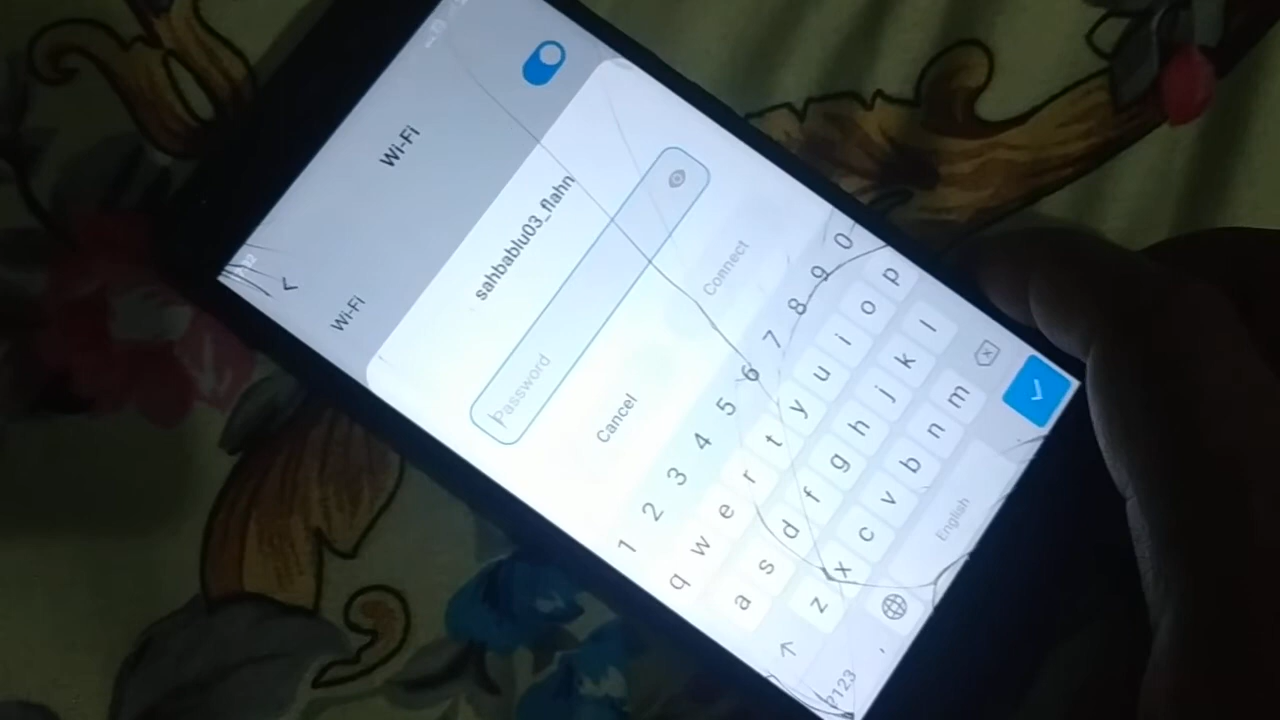 Wi-Fi
Wi-Fi
sahbablu03_flahn
Password
Cancel
Connect
1 2 3 4 5 6 7 8 9 0
q w e r t y u i o p
a s d f g h j k l
z x c v b n m
?123 , English